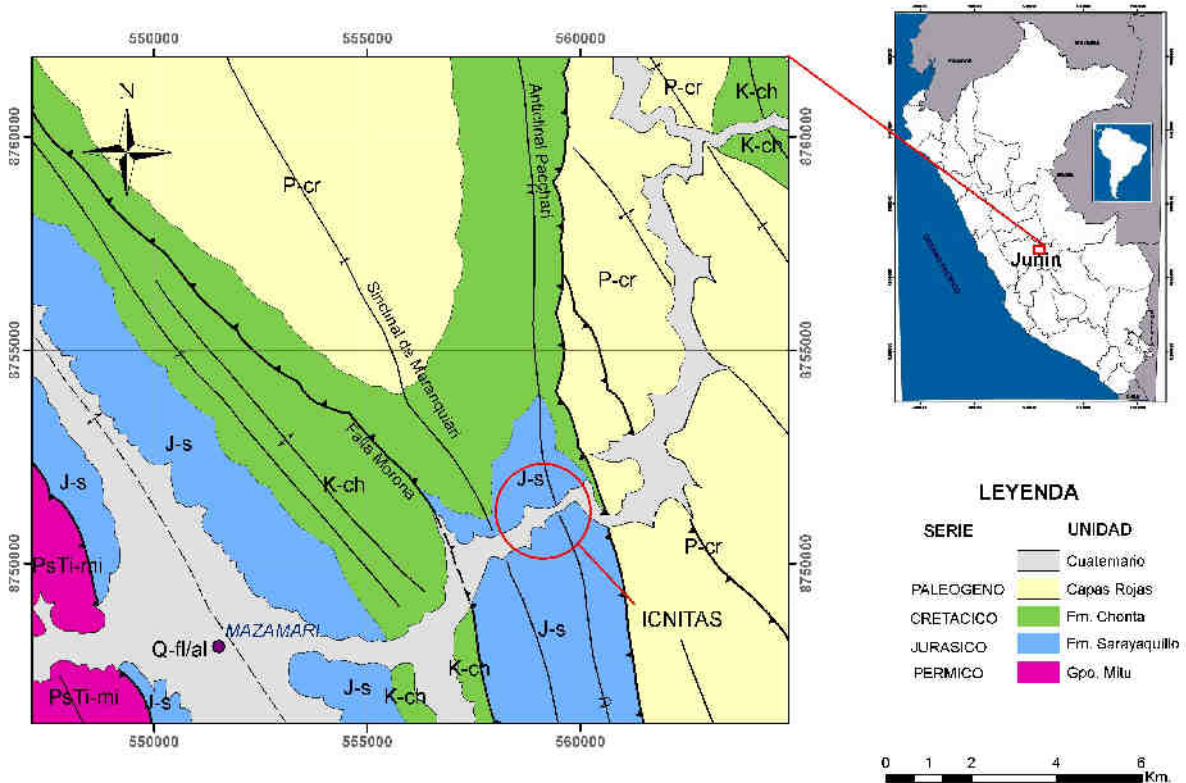 550000
555000
560000
8760000
8755000
8750000
N
P-cr
Sinclinal de Maranquiari
Anticlinal Pacchari
P-cr
K-ch
K-ch
P-cr
J-s
J-s
Falla Morona
K-ch
J-s
P-cr
PsTi-mi
MAZAMARI
Q-fl/al
ICNITAS
J-s
K-ch
PsTi-mi
J-s
J-s
K-ch
8760000
8755000
8750000
550000
555000
560000
Junín
LEYENDA
SERIE UNIDAD
Cuaternario
PALEOGENO Capas Rojas
CRETACICO Fm. Chonta
JURASICO Fm. Sarayaquillo
PERMICO Gpo. Mitu
0 1 2 4 6
Km.